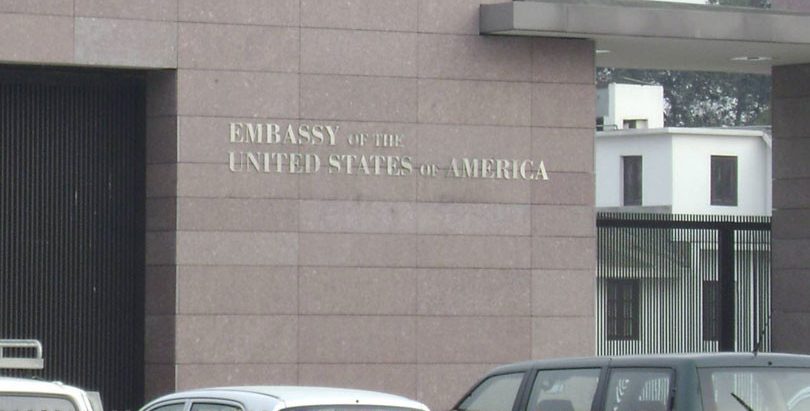 EMBASSY OF THE
UNITED STATES OF AMERICA